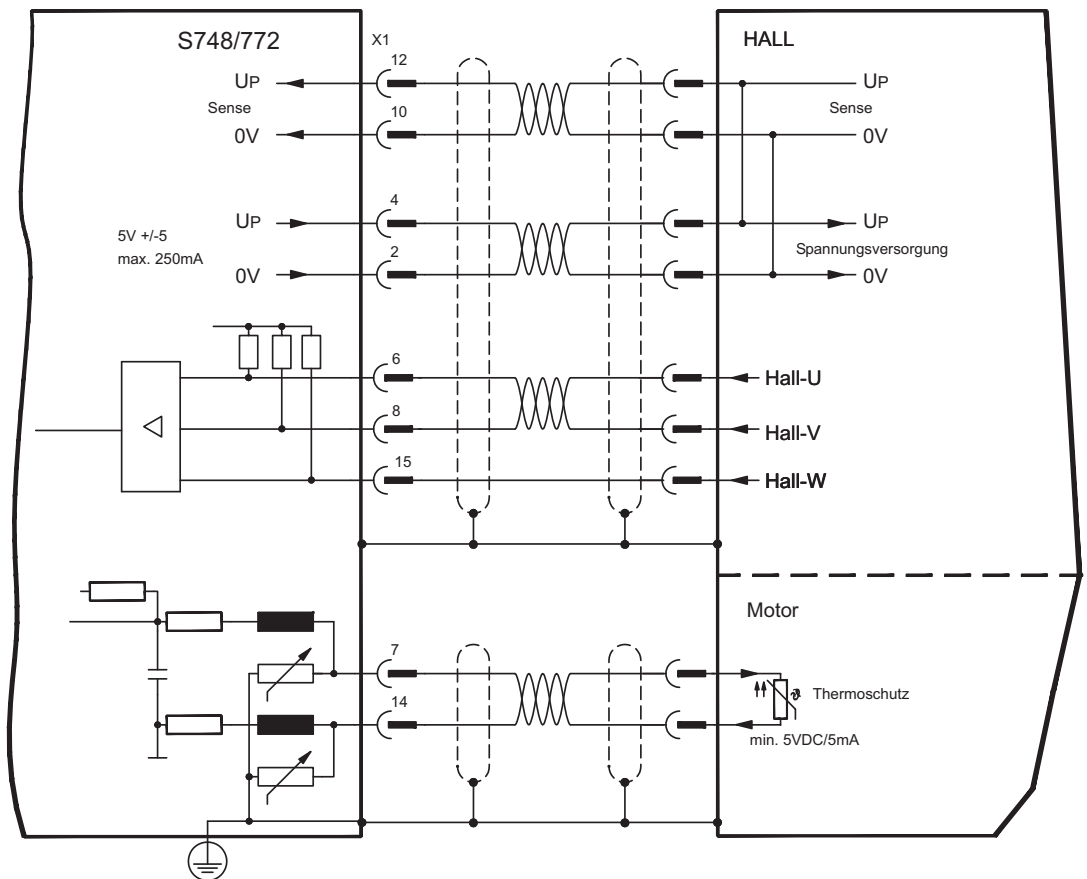 S748/772
X1
HALL
12
UP
UP
Sense
10
Sense
0V
0V
4
UP
UP
5V +/-5
max. 250mA
2
Spannungsversorgung
0V
0V
6
Hall-U
8
Hall-V
15
Hall-W
Motor
7
ϑ Thermoschutz
14
min. 5VDC/5mA